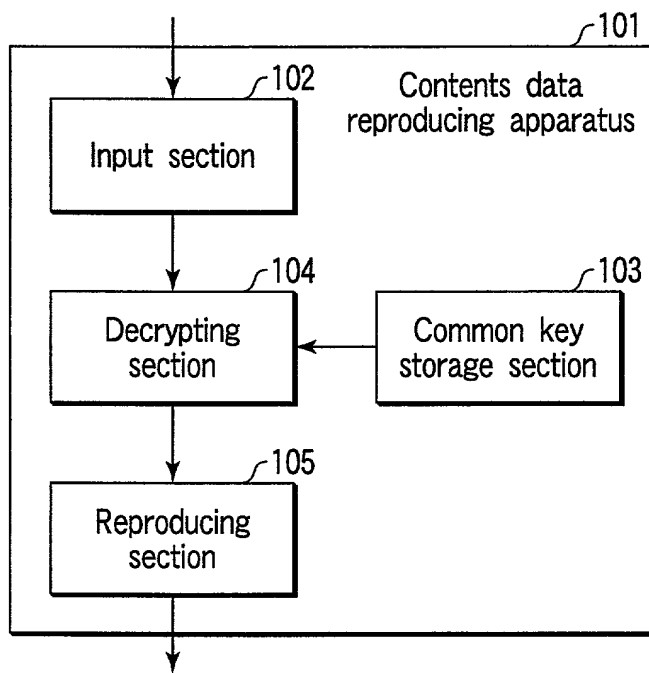 101
Contents data
reproducing apparatus
102
Input section
104
Decrypting
section
103
Common key
storage section
105
Reproducing
section